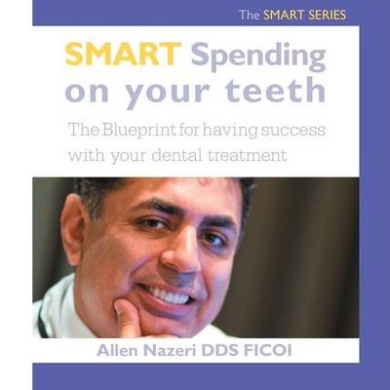 The SMART SERIES
SMART Spending
on your teeth
The Blueprint for having success
with your dental treatment
Allen Nazeri DDS FICOI